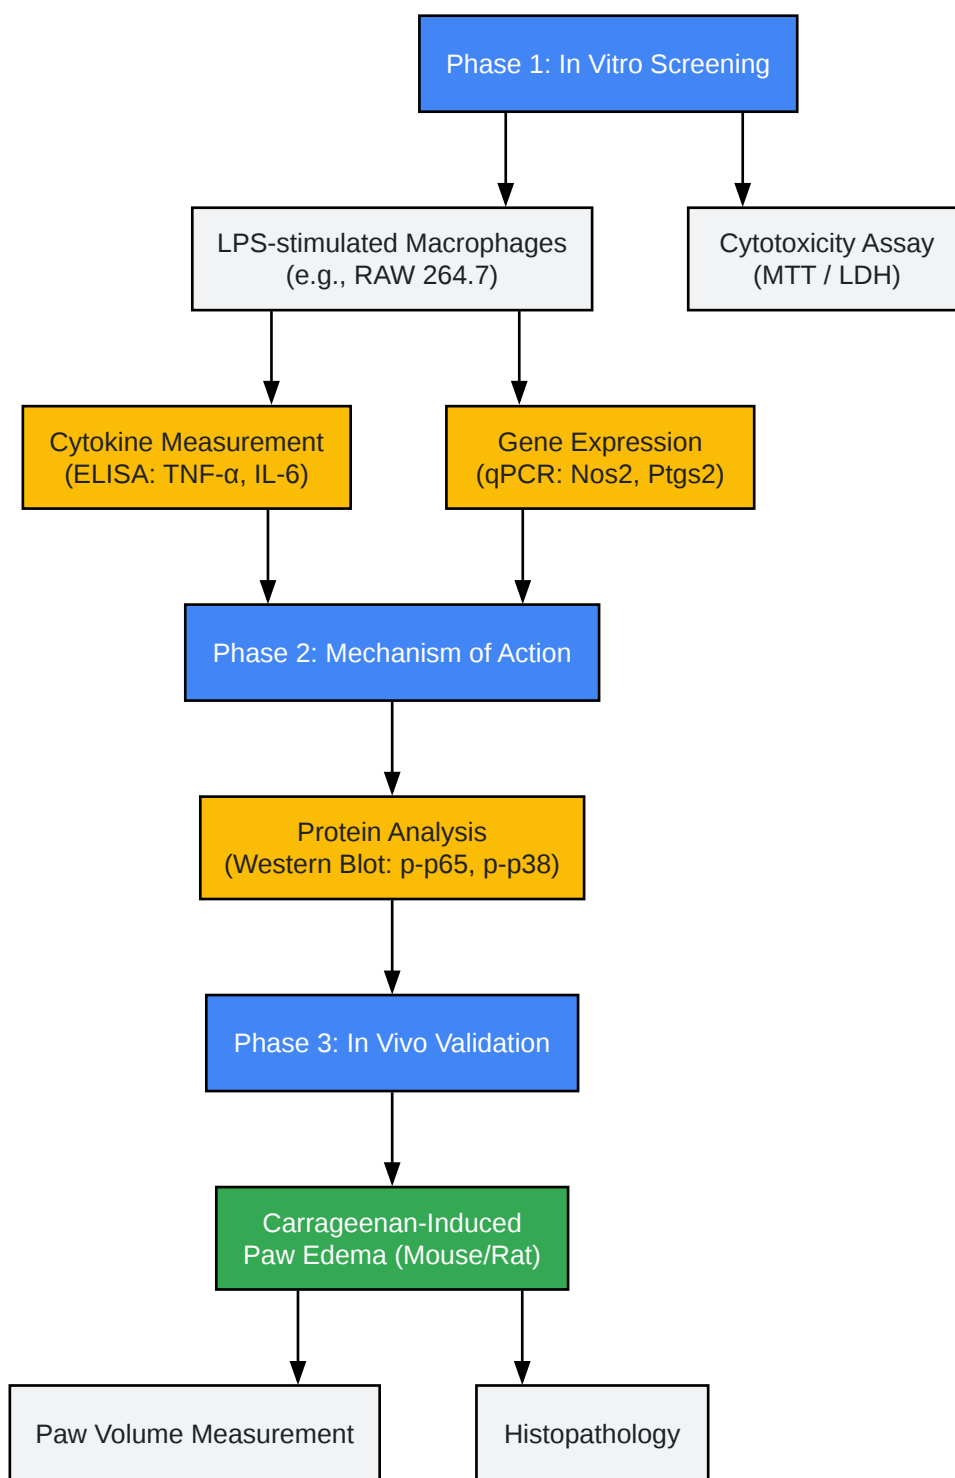 Phase 1: In Vitro Screening
LPS-stimulated Macrophages
(e.g., RAW 264.7)
Cytotoxicity Assay
(MTT / LDH)
Cytokine Measurement
(ELISA: TNF-α, IL-6)
Gene Expression
(qPCR: Nos2, Ptgs2)
Phase 2: Mechanism of Action
Protein Analysis
(Western Blot: p-p65, p-p38)
Phase 3: In Vivo Validation
Carrageenan-Induced
Paw Edema (Mouse/Rat)
Paw Volume Measurement
Histopathology